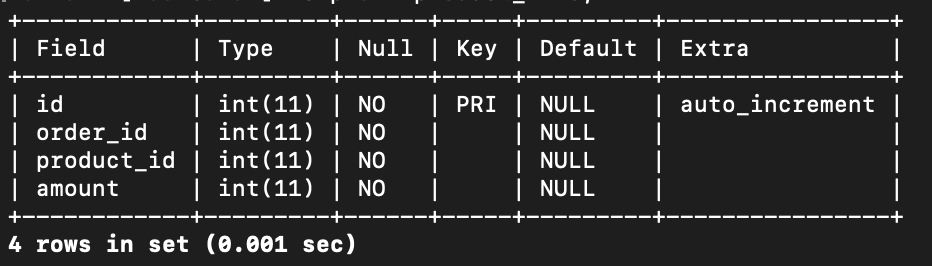 +------------+---------+------+-----+---------+----------------+
| Field      | Type    | Null | Key | Default | Extra          |
+------------+---------+------+-----+---------+----------------+
| id         | int(11) | NO   | PRI | NULL    | auto_increment |
| order_id   | int(11) | NO   |     | NULL    |                |
| product_id | int(11) | NO   |     | NULL    |                |
| amount     | int(11) | NO   |     | NULL    |                |
+------------+---------+------+-----+---------+----------------+
4 rows in set (0.001 sec)